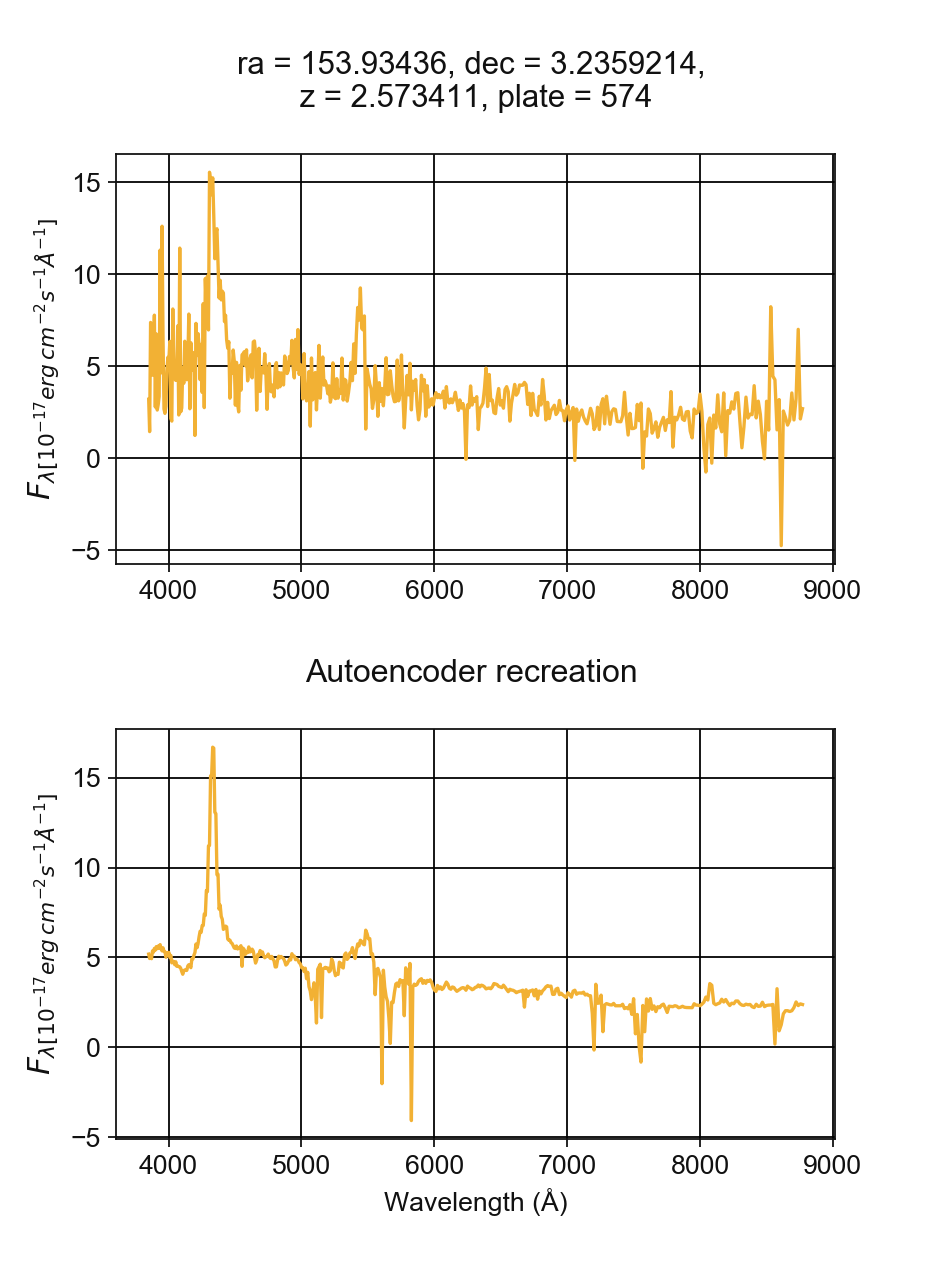 ra = 153.93436, dec = 3.2359214,
z = 2.573411, plate = 574
15
10
5
0
−5
F_λ[10^{−17} erg cm^{−2} s^{−1} Å^{−1}]
4000 5000 6000 7000 8000 9000
Autoencoder recreation
15
10
5
0
−5
F_λ[10^{−17} erg cm^{−2} s^{−1} Å^{−1}]
4000 5000 6000 7000 8000 9000
Wavelength (Å)